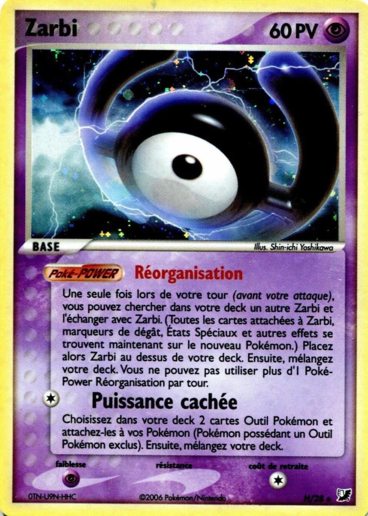 Zarbi 60 PV
BASE
Illus. Shin-ichi Yoshikawa
Poké-POWER Réorganisation
Une seule fois lors de votre tour (avant votre attaque),
vous pouvez chercher dans votre deck un autre Zarbi et
l'échanger avec Zarbi. (Toutes les cartes attachées à Zarbi,
marqueurs de dégât, États Spéciaux et autres effets se
trouvent maintenant sur le nouveau Pokémon.) Placez
alors Zarbi au dessus de votre deck. Ensuite, mélangez
votre deck. Vous ne pouvez pas utiliser plus d'1 Poké-
Power Réorganisation par tour.
Puissance cachée
Choisissez dans votre deck 2 cartes Outil Pokémon et
attachez-les à vos Pokémon (Pokémon possédant un Outil
Pokémon exclus). Ensuite, mélangez votre deck.
faiblesse résistance coût de retraite
0TN-U9N-HHC ©2006 Pokémon/Nintendo H/28